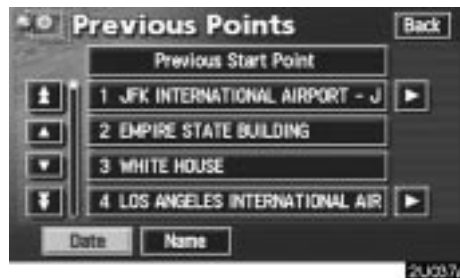 Previous Points
Back
Previous Start Point
1 JFK INTERNATIONAL AIRPORT - J
2 EMPIRE STATE BUILDING
3 WHITE HOUSE
4 LOS ANGELES INTERNATIONAL AIR
Date Name